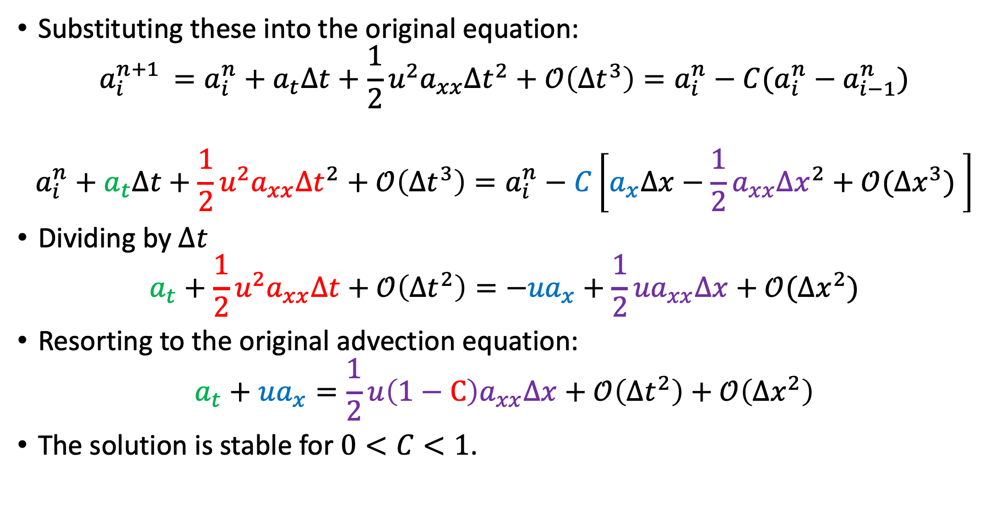 • Substituting these into the original equation:
$a_i^{n+1} = a_i^n + a_t \Delta t + \frac{1}{2} u^2 a_{xx} \Delta t^2 + \mathcal{O}(\Delta t^3) = a_i^n - C(a_i^n - a_{i-1}^n)$
$a_i^n + a_t \Delta t + \frac{1}{2} u^2 a_{xx} \Delta t^2 + \mathcal{O}(\Delta t^3) = a_i^n - C \left[ a_x \Delta x - \frac{1}{2} a_{xx} \Delta x^2 + \mathcal{O}(\Delta x^3) \right]$
• Dividing by $\Delta t$
$a_t + \frac{1}{2} u^2 a_{xx} \Delta t + \mathcal{O}(\Delta t^2) = -u a_x + \frac{1}{2} u a_{xx} \Delta x + \mathcal{O}(\Delta x^2)$
• Resorting to the original advection equation:
$a_t + u a_x = \frac{1}{2} u (1 - \mathrm{C}) a_{xx} \Delta x + \mathcal{O}(\Delta t^2) + \mathcal{O}(\Delta x^2)$
• The solution is stable for $0 < C < 1$.